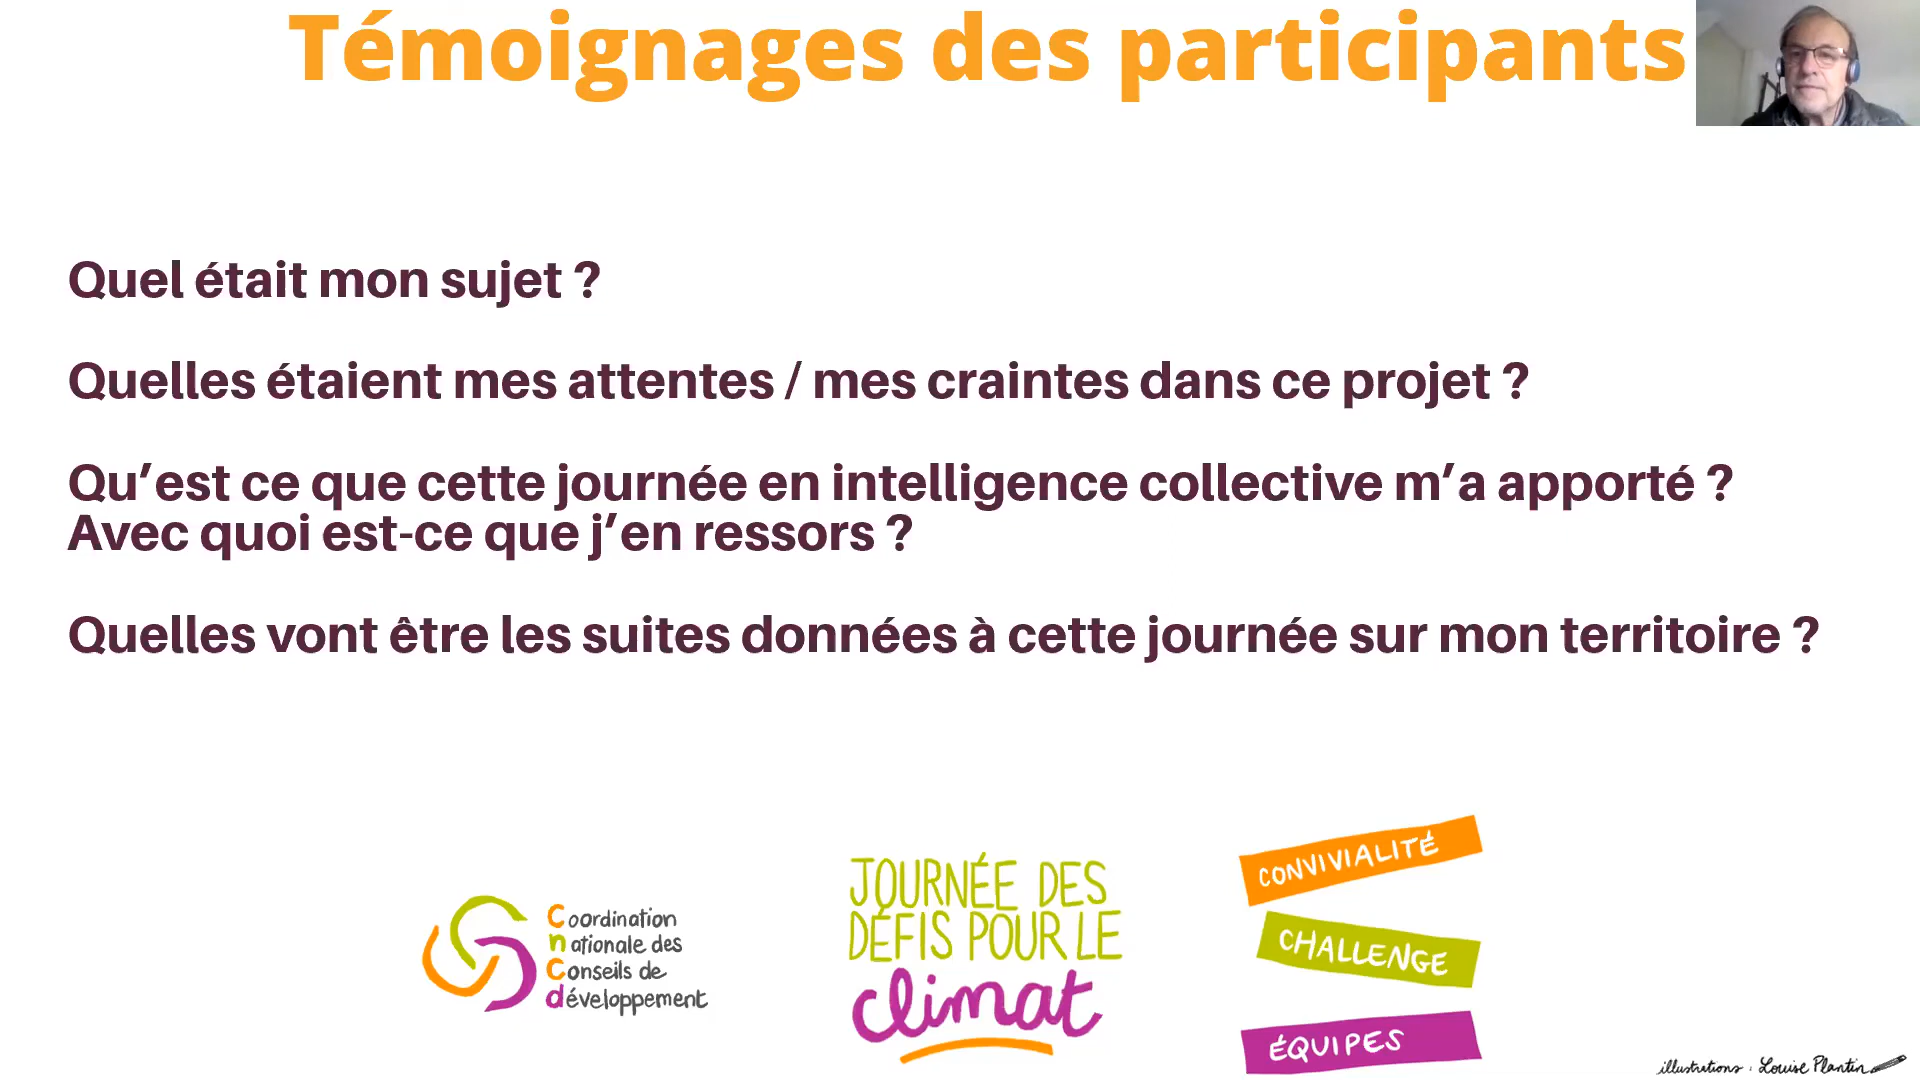 Témoignages des participants
Quel était mon sujet ?
Quelles étaient mes attentes / mes craintes dans ce projet ?
Qu’est ce que cette journée en intelligence collective m’a apporté ?
Avec quoi est-ce que j’en ressors ?
Quelles vont être les suites données à cette journée sur mon territoire ?
Coordination
nationale des
Conseils de
développement
JOURNÉE DES
DÉFIS POUR LE
climat
CONVIVIALITÉ
CHALLENGE
ÉQUIPES
illustrations : Louise Plantin